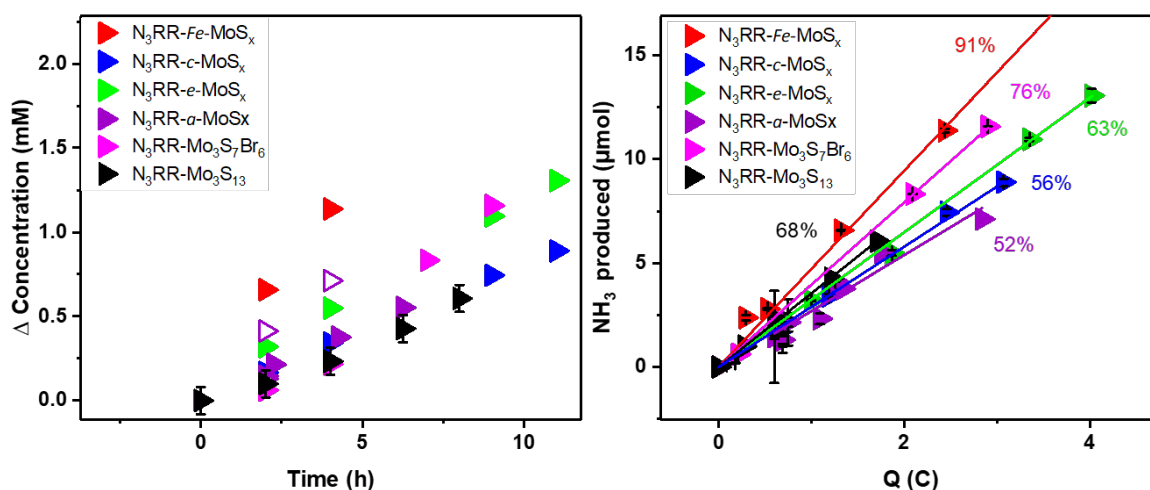 Δ Concentration (mM)
2.0
1.5
1.0
0.5
0.0
N₃RR-Fe-MoSₓ
N₃RR-c-MoSₓ
N₃RR-e-MoSₓ
N₃RR-a-MoSx
N₃RR-Mo₃S₇Br₆
N₃RR-Mo₃S₁₃
0 5 10
Time (h)
NH₃ produced (μmol)
15
10
5
0
N₃RR-Fe-MoSₓ
N₃RR-c-MoSₓ
N₃RR-e-MoSₓ
N₃RR-a-MoSx
N₃RR-Mo₃S₇Br₆
N₃RR-Mo₃S₁₃
91%
76%
63%
56%
68%
52%
0 2 4
Q (C)